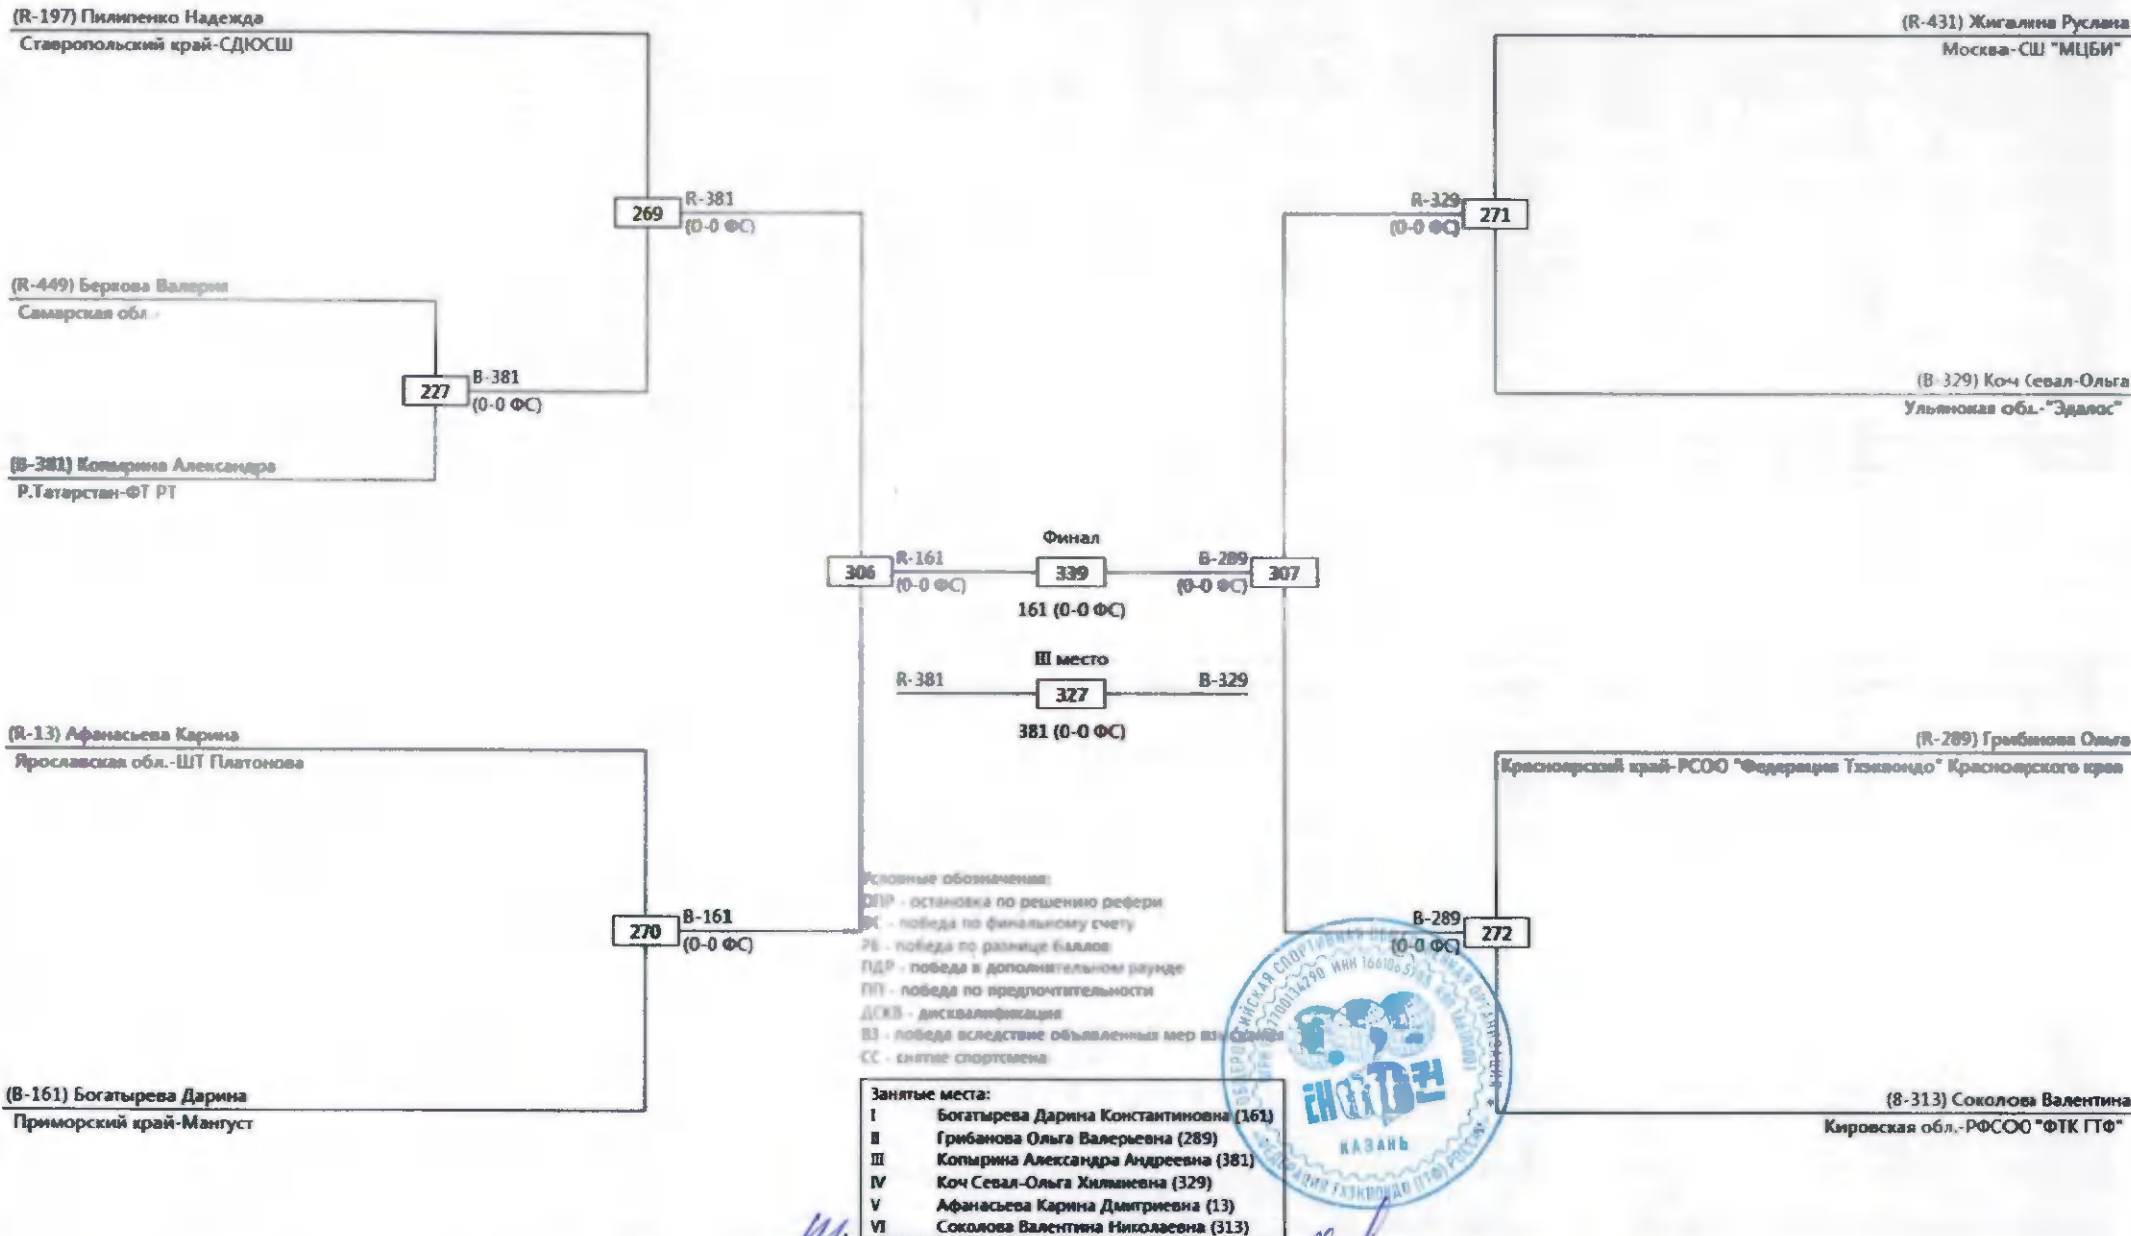 (R-197) Пилипенко Надежда
Ставропольский край-СДЮСШ
269
R-381
(0-0 ФС)
(R-449) Беркова Валерия
Самарская обл.-
227
B-381
(0-0 ФС)
(B-381) Копырина Александра
Р.Татарстан-ФТ РТ
306
R-161
(0-0 ФС)
(R-13) Афанасьева Карина
Ярославская обл.-ШТ Платонова
270
B-161
(0-0 ФС)
(B-161) Богатырева Дарина
Приморский край-Мангуст
Финал
339
161 (0-0 ФС)
III место
R-381
327
B-329
381 (0-0 ФС)
(R-431) Жигалина Руслана
Москва-СШ "МЦБИ"
R-329
(0-0 ФС)
271
(B-329) Коч Севал-Ольга
Ульяновская обл.-"Эдалос"
B-289
(0-0 ФС)
307
(R-289) Грибанова Ольга
Красноярский край-РСОО "Федерация Тхэквондо" Красноярского края
B-289
(0-0 ФС)
272
(8-313) Соколова Валентина
Кировская обл.-РФСОО "ФТК ГТФ"
Условные обозначения:
ОПР - остановка по решению рефери
ФС - победа по финальному счету
РБ - победа по разнице баллов
ПДР - победа в дополнительном раунде
ПП - победа по предпочтительности
ДСКВ - дисквалификация
ВЗ - победа вследствие объявленных мер взыскания
СС - снятие спортсмена
Занятые места:
I Богатырева Дарина Константиновна (161)
II Грибанова Ольга Валерьевна (289)
III Копырина Александра Андреевна (381)
IV Коч Севал-Ольга Хилмиевна (329)
V Афанасьева Карина Дмитриевна (13)
VI Соколова Валентина Николаевна (313)
КАЗАНЬ